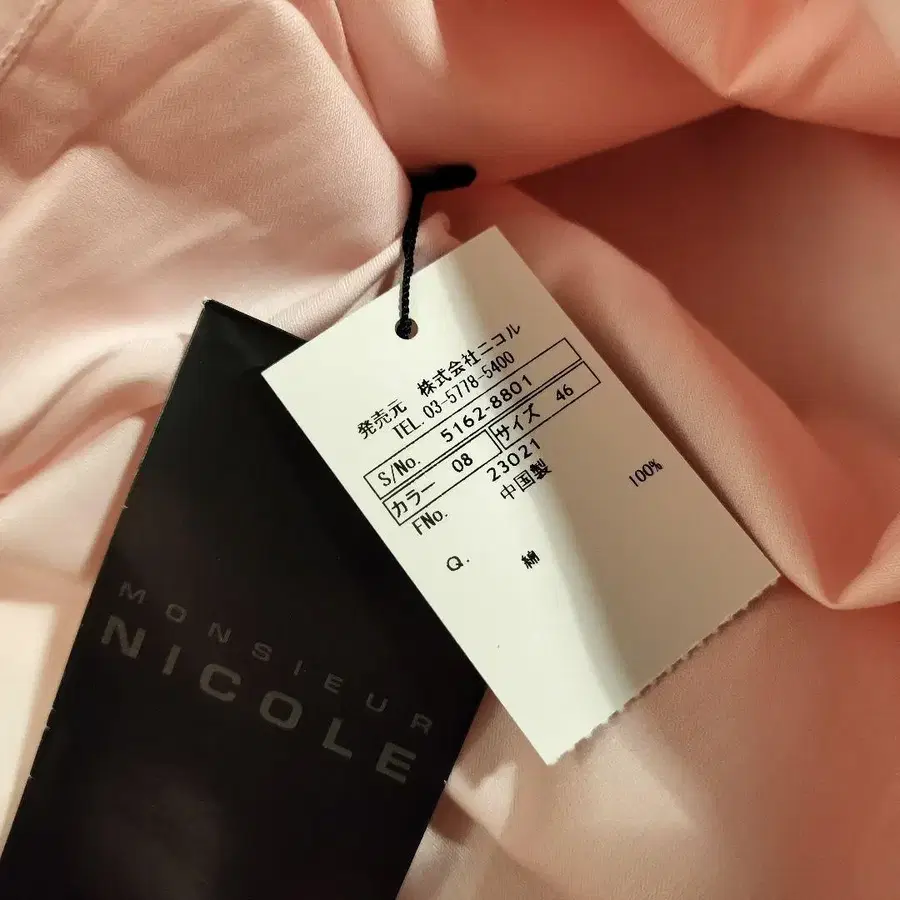 発売元 株式会社ニコル
TEL. 03-5778-5400
S/No. 5162-8801
カラー 08 サイズ 46
FNo. 23021
中国製
Q. 綿 100%
MONSIEUR
NICOLE